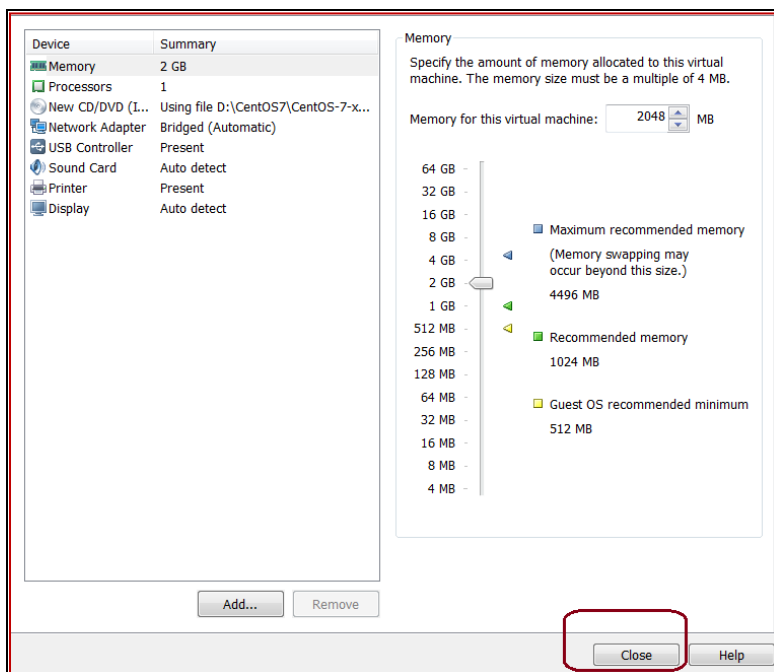 Device Summary
Memory 2 GB
Processors 1
New CD/DVD (I... Using file D:\CentOS7\CentOS-7-x...
Network Adapter Bridged (Automatic)
USB Controller Present
Sound Card Auto detect
Printer Present
Display Auto detect
Add... Remove
Memory
Specify the amount of memory allocated to this virtual
machine. The memory size must be a multiple of 4 MB.
Memory for this virtual machine: 2048 MB
64 GB
32 GB
16 GB
8 GB
4 GB
2 GB
1 GB
512 MB
256 MB
128 MB
64 MB
32 MB
16 MB
8 MB
4 MB
Maximum recommended memory
(Memory swapping may
occur beyond this size.)
4496 MB
Recommended memory
1024 MB
Guest OS recommended minimum
512 MB
Close Help